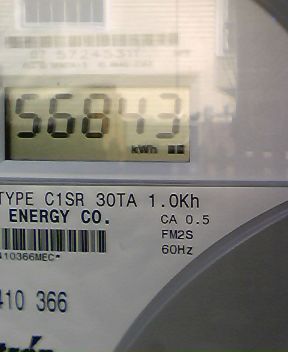 56843
kWh
TYPE C1SR 30TA 1.0Kh
ENERGY CO.
CA 0.5
FM2S
60Hz
410366MEC*
410 366